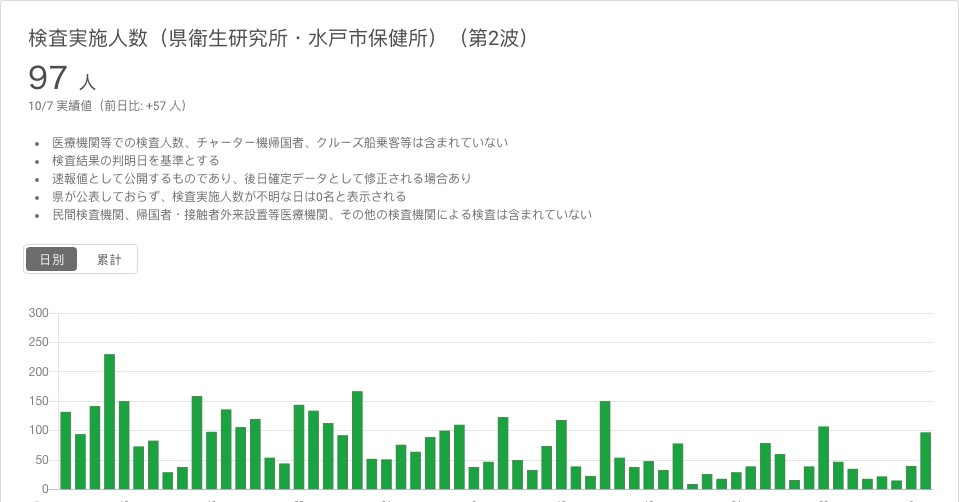 検査実施人数（県衛生研究所・水戸市保健所）（第2波）
97 人
10/7 実績値（前日比: +57 人）
医療機関等での検査人数、チャーター機帰国者、クルーズ船乗客等は含まれていない
検査結果の判明日を基準とする
速報値として公開するものであり、後日確定データとして修正される場合あり
県が公表しておらず、検査実施人数が不明な日は0名と表示される
民間検査機関、帰国者・接触者外来設置等医療機関、その他の検査機関による検査は含まれていない
日別 累計
300
250
200
150
100
50
0